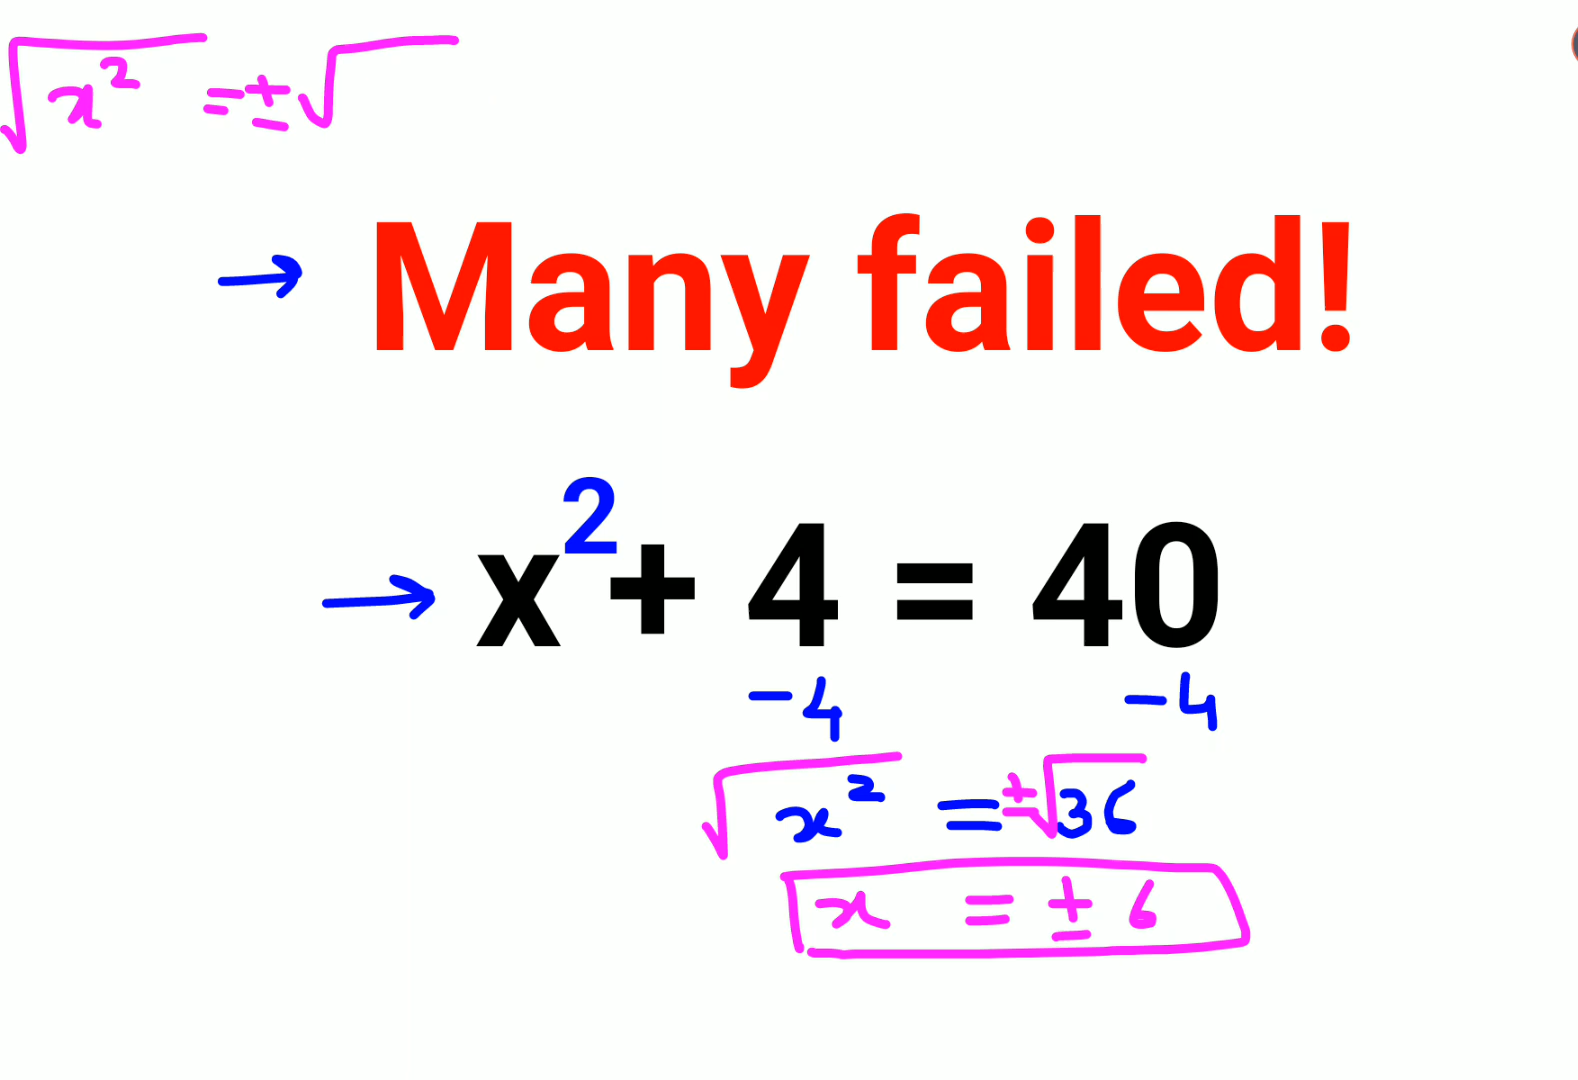 √x² = ±√
→ Many failed!
→ x² + 4 = 40
-4 -4
√x² = ±√36
x = ± 6